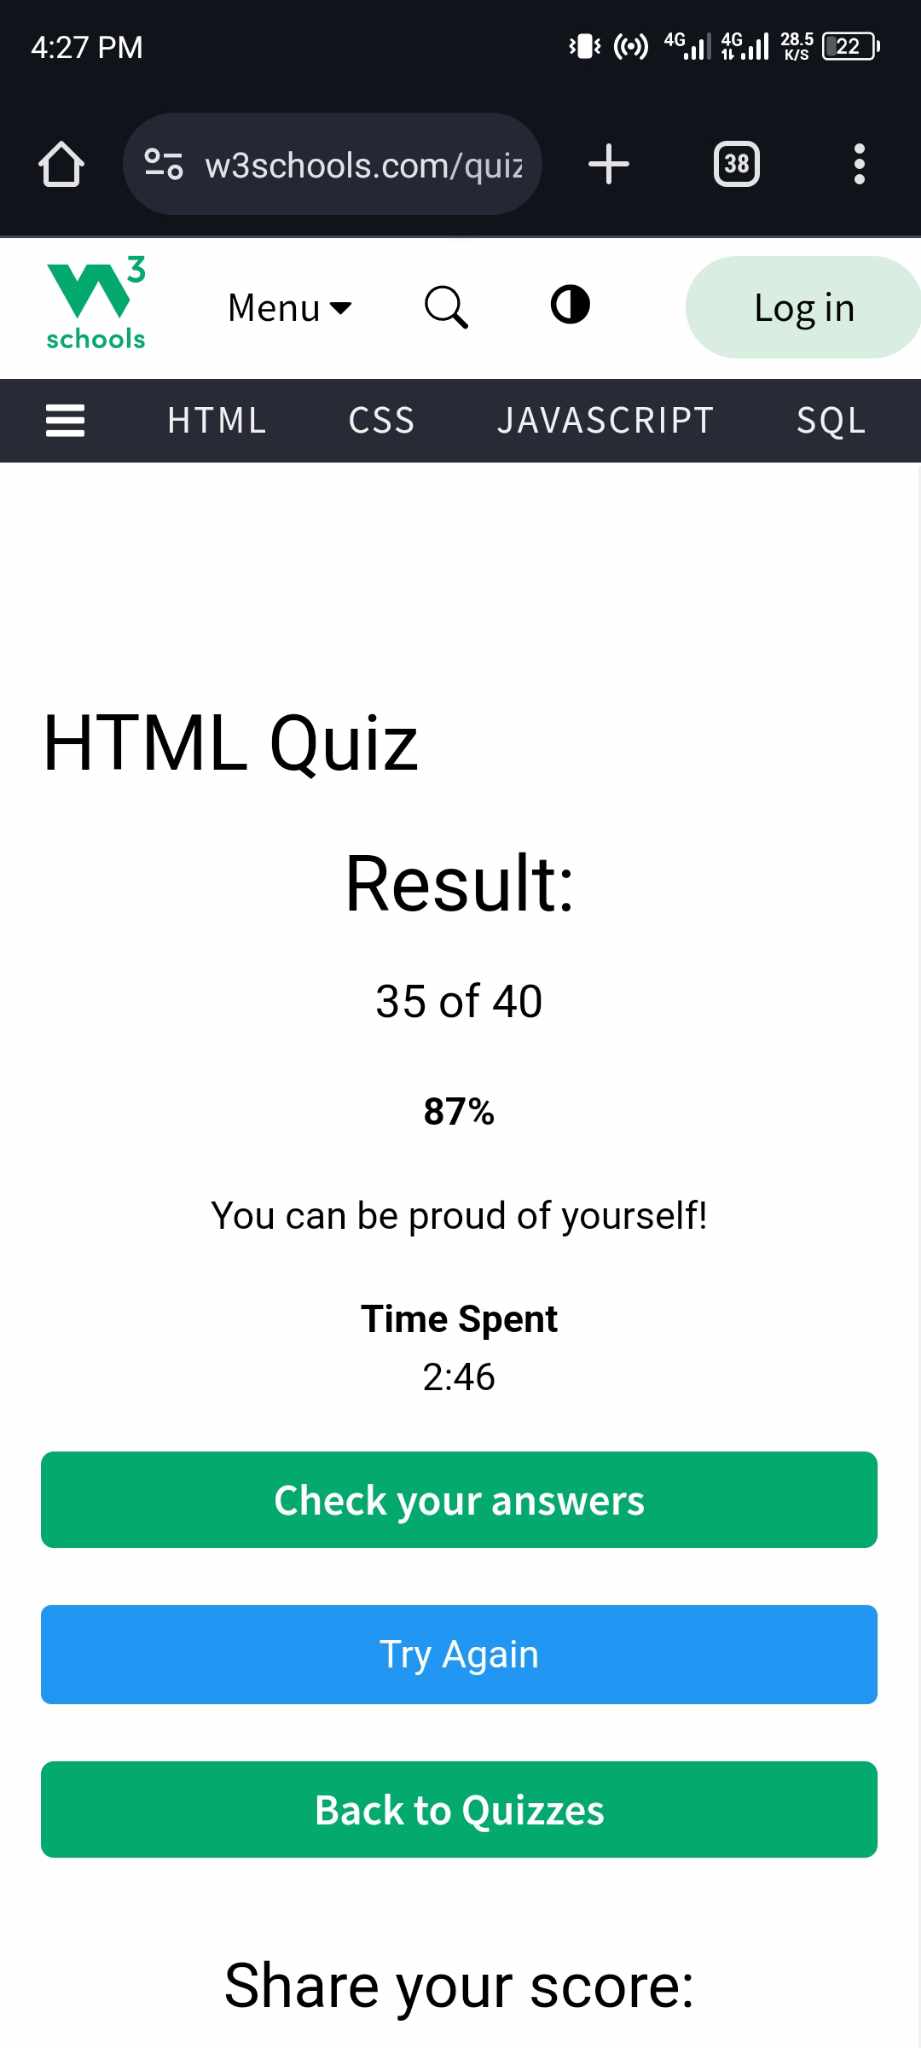 4:27 PM
4G 4G 28.5 K/S 22
w3schools.com/quiz
38
W3
schools
Menu
Log in
HTML CSS JAVASCRIPT SQL
HTML Quiz
Result:
35 of 40
87%
You can be proud of yourself!
Time Spent
2:46
Check your answers
Try Again
Back to Quizzes
Share your score: